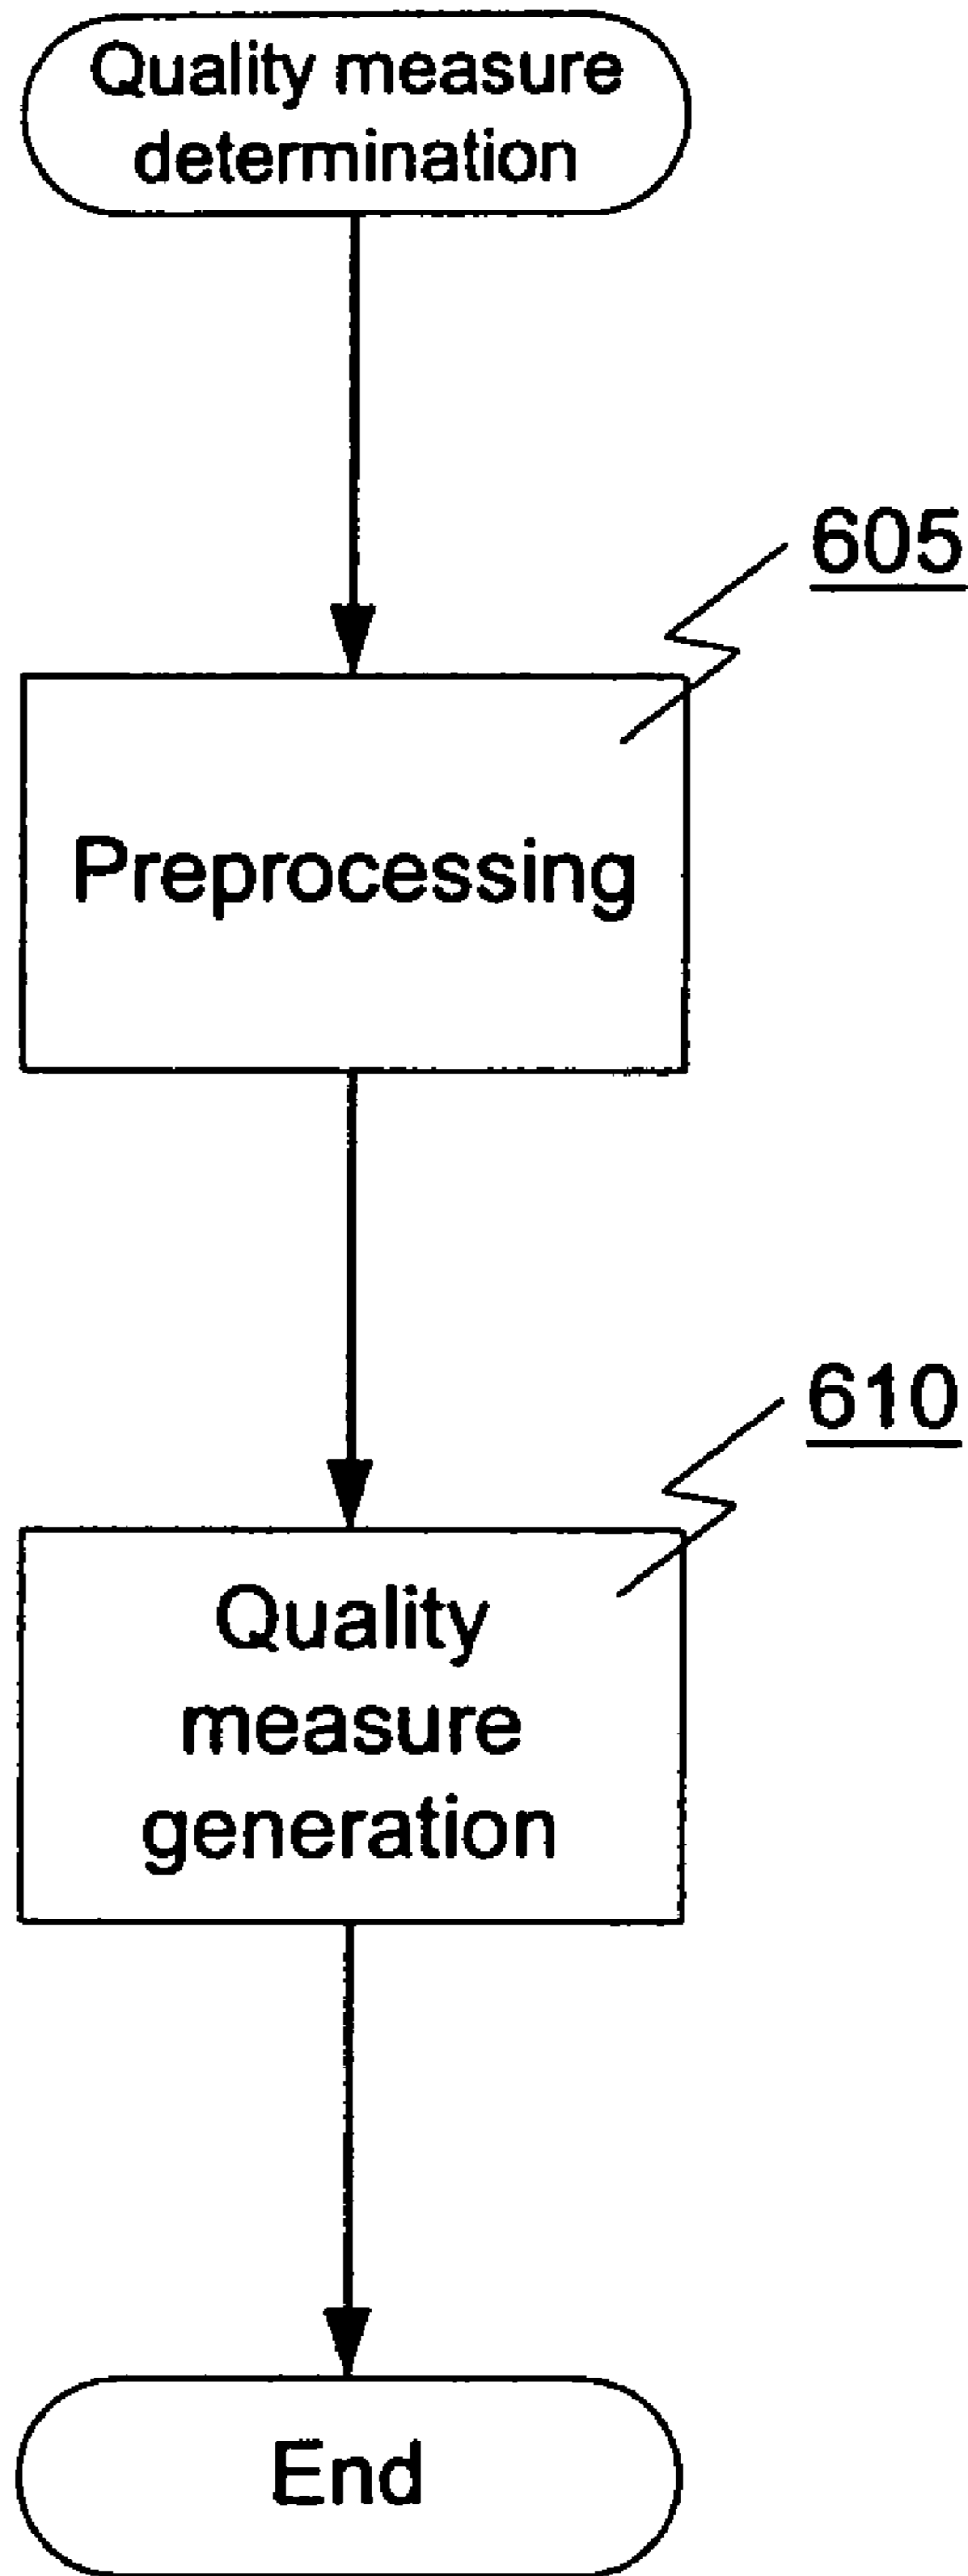 Quality measure
determination
605
Preprocessing
610
Quality
measure
generation
End